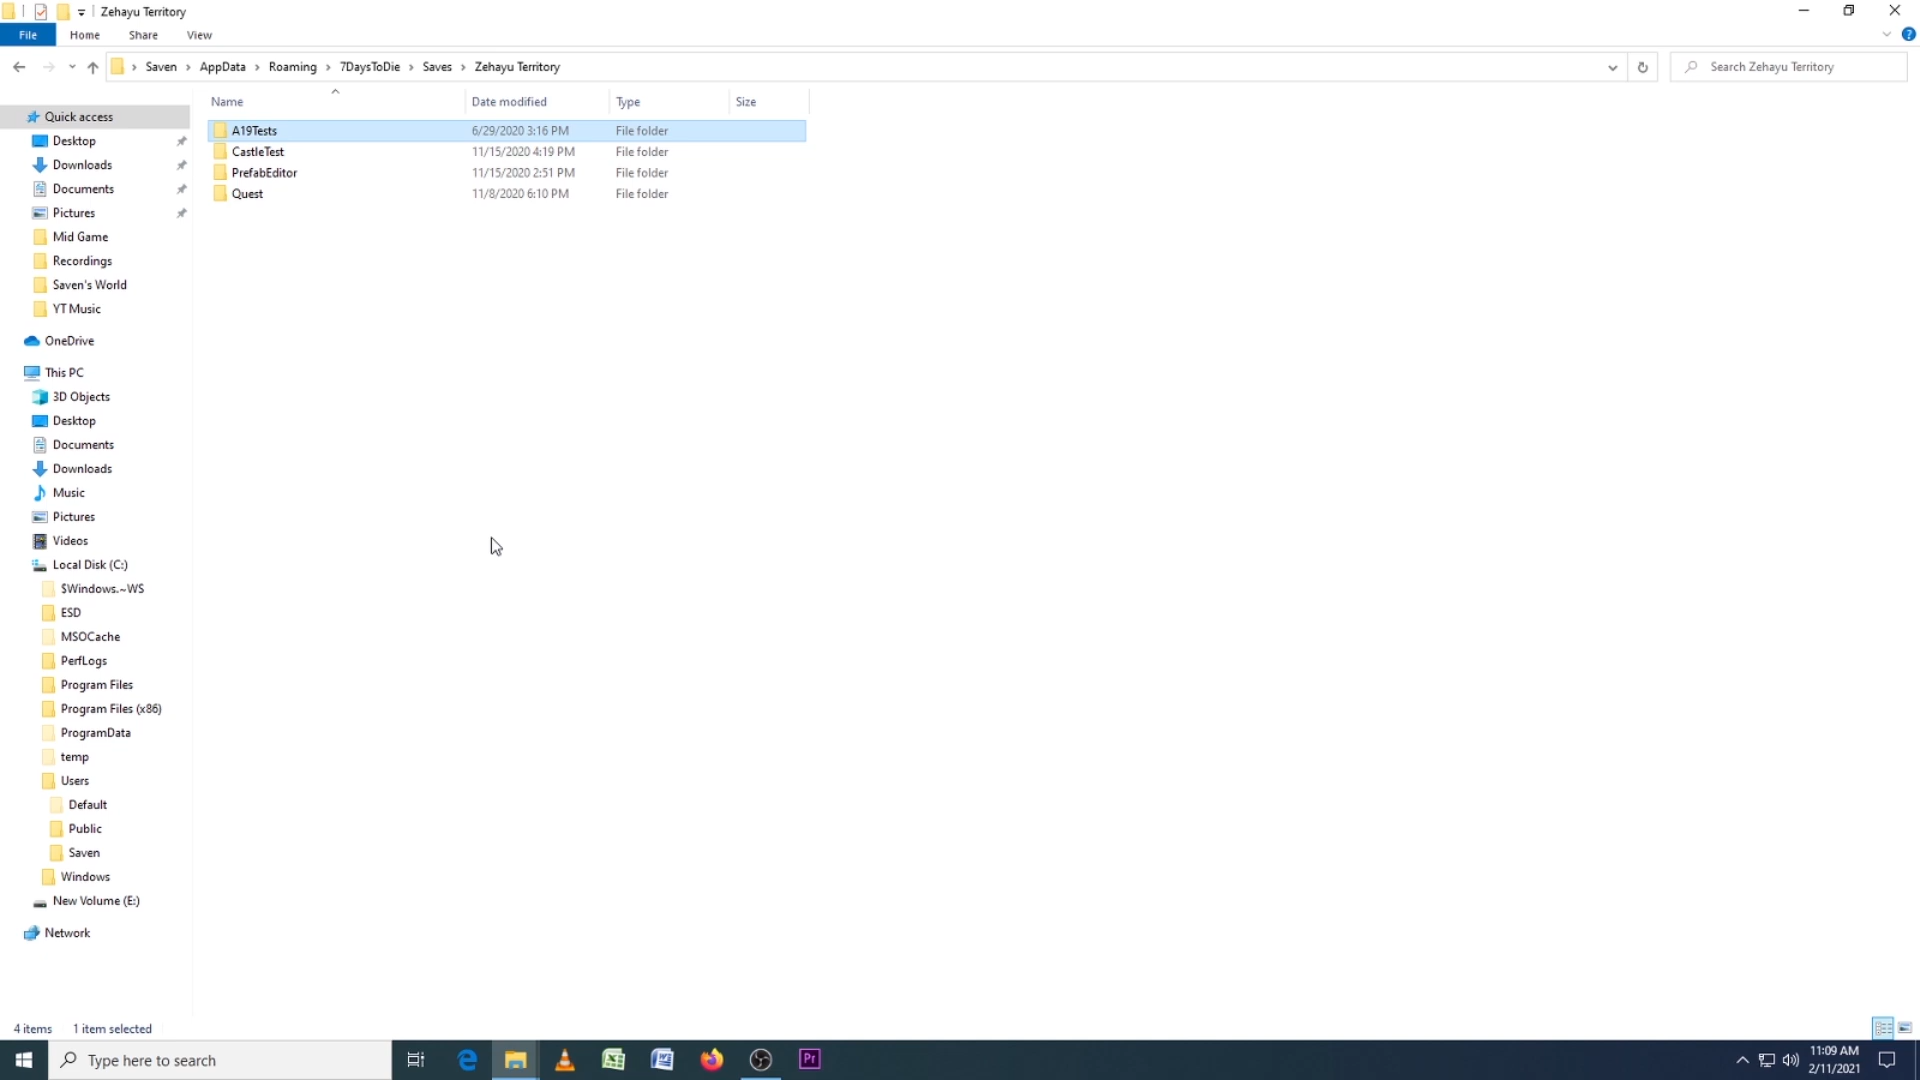 Zehayu Territory
File Home Share View
Saven AppData Roaming 7DaysToDie Saves Zehayu Territory
Search Zehayu Territory
Name Date modified Type Size
A19Tests 6/29/2020 3:16 PM File folder
CastleTest 11/15/2020 4:19 PM File folder
PrefabEditor 11/15/2020 2:51 PM File folder
Quest 11/8/2020 6:10 PM File folder
Quick access
Desktop
Downloads
Documents
Pictures
Mid Game
Recordings
Saven's World
YT Music
OneDrive
This PC
3D Objects
Desktop
Documents
Downloads
Music
Pictures
Videos
Local Disk (C:)
$Windows.~WS
ESD
MSOCache
PerfLogs
Program Files
Program Files (x86)
ProgramData
temp
Users
Default
Public
Saven
Windows
New Volume (E:)
Network
4 items 1 item selected
Type here to search
Pr
11:09 AM
2/11/2021